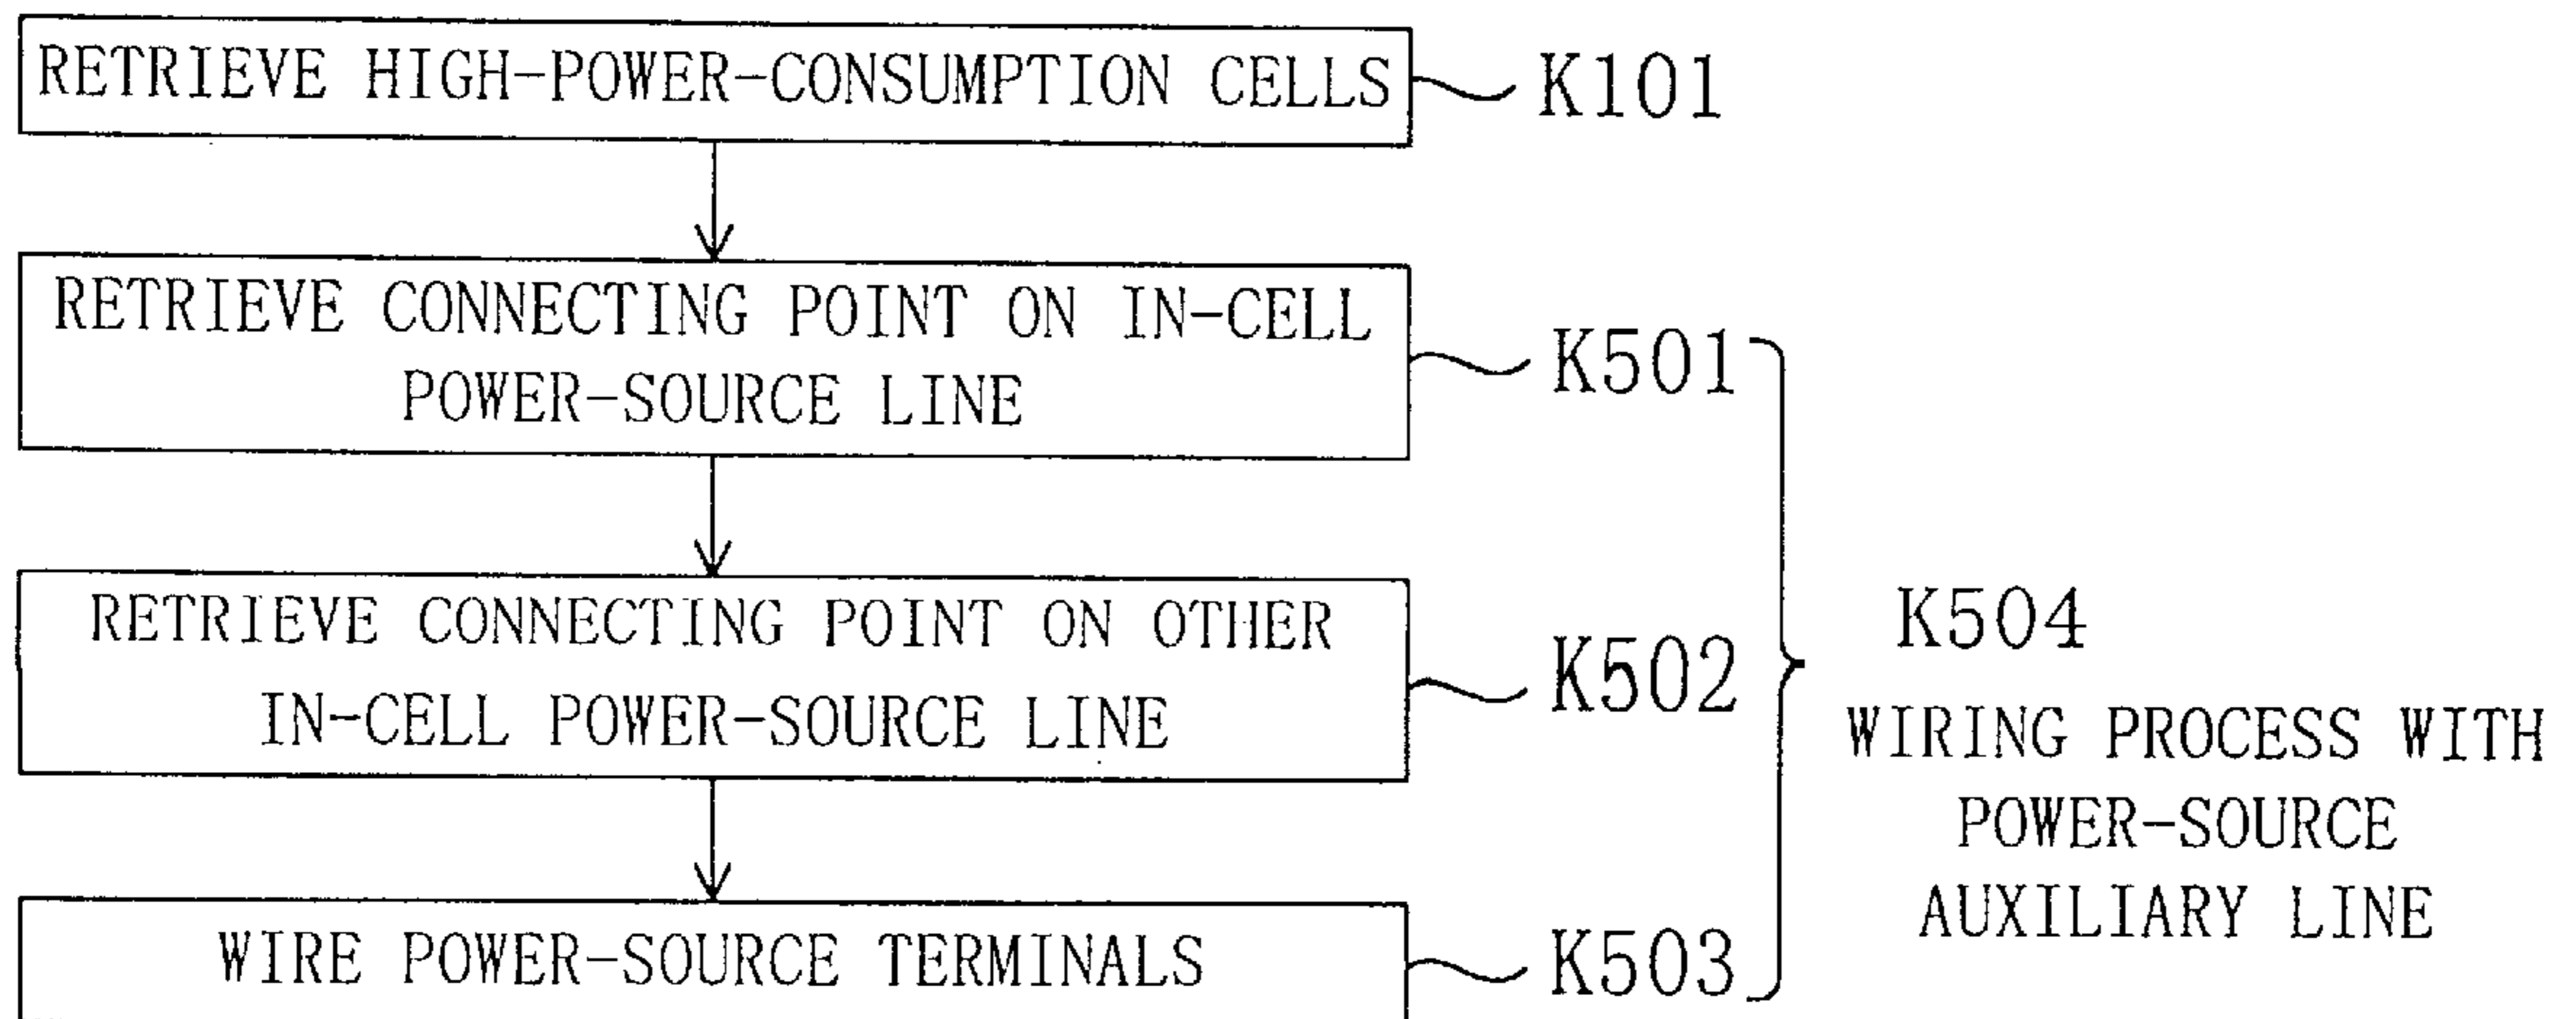 RETRIEVE HIGH-POWER-CONSUMPTION CELLS
K101
RETRIEVE CONNECTING POINT ON IN-CELL
POWER-SOURCE LINE
K501
RETRIEVE CONNECTING POINT ON OTHER
IN-CELL POWER-SOURCE LINE
K502
WIRE POWER-SOURCE TERMINALS
K503
K504
WIRING PROCESS WITH
POWER-SOURCE
AUXILIARY LINE